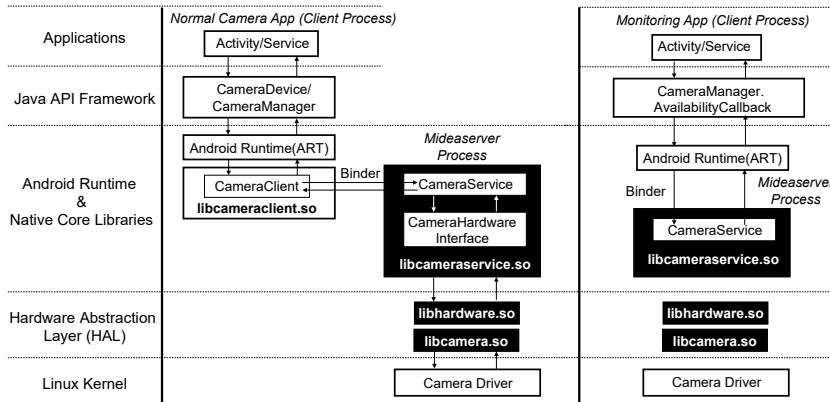 Normal Camera App (Client Process)
Monitoring App (Client Process)
Applications
Activity/Service
Activity/Service
Java API Framework
CameraDevice/
CameraManager
CameraManager.
AvailabilityCallback
Android Runtime
&
Native Core Libraries
Android Runtime(ART)
CameraClient
libcameraclient.so
Binder
Mideaserver
Process
CameraService
CameraHardware
Interface
libcameraservice.so
Android Runtime(ART)
Binder
Mideaserver
Process
CameraService
libcameraservice.so
Hardware Abstraction
Layer (HAL)
libhardware.so
libcamera.so
libhardware.so
libcamera.so
Linux Kernel
Camera Driver
Camera Driver